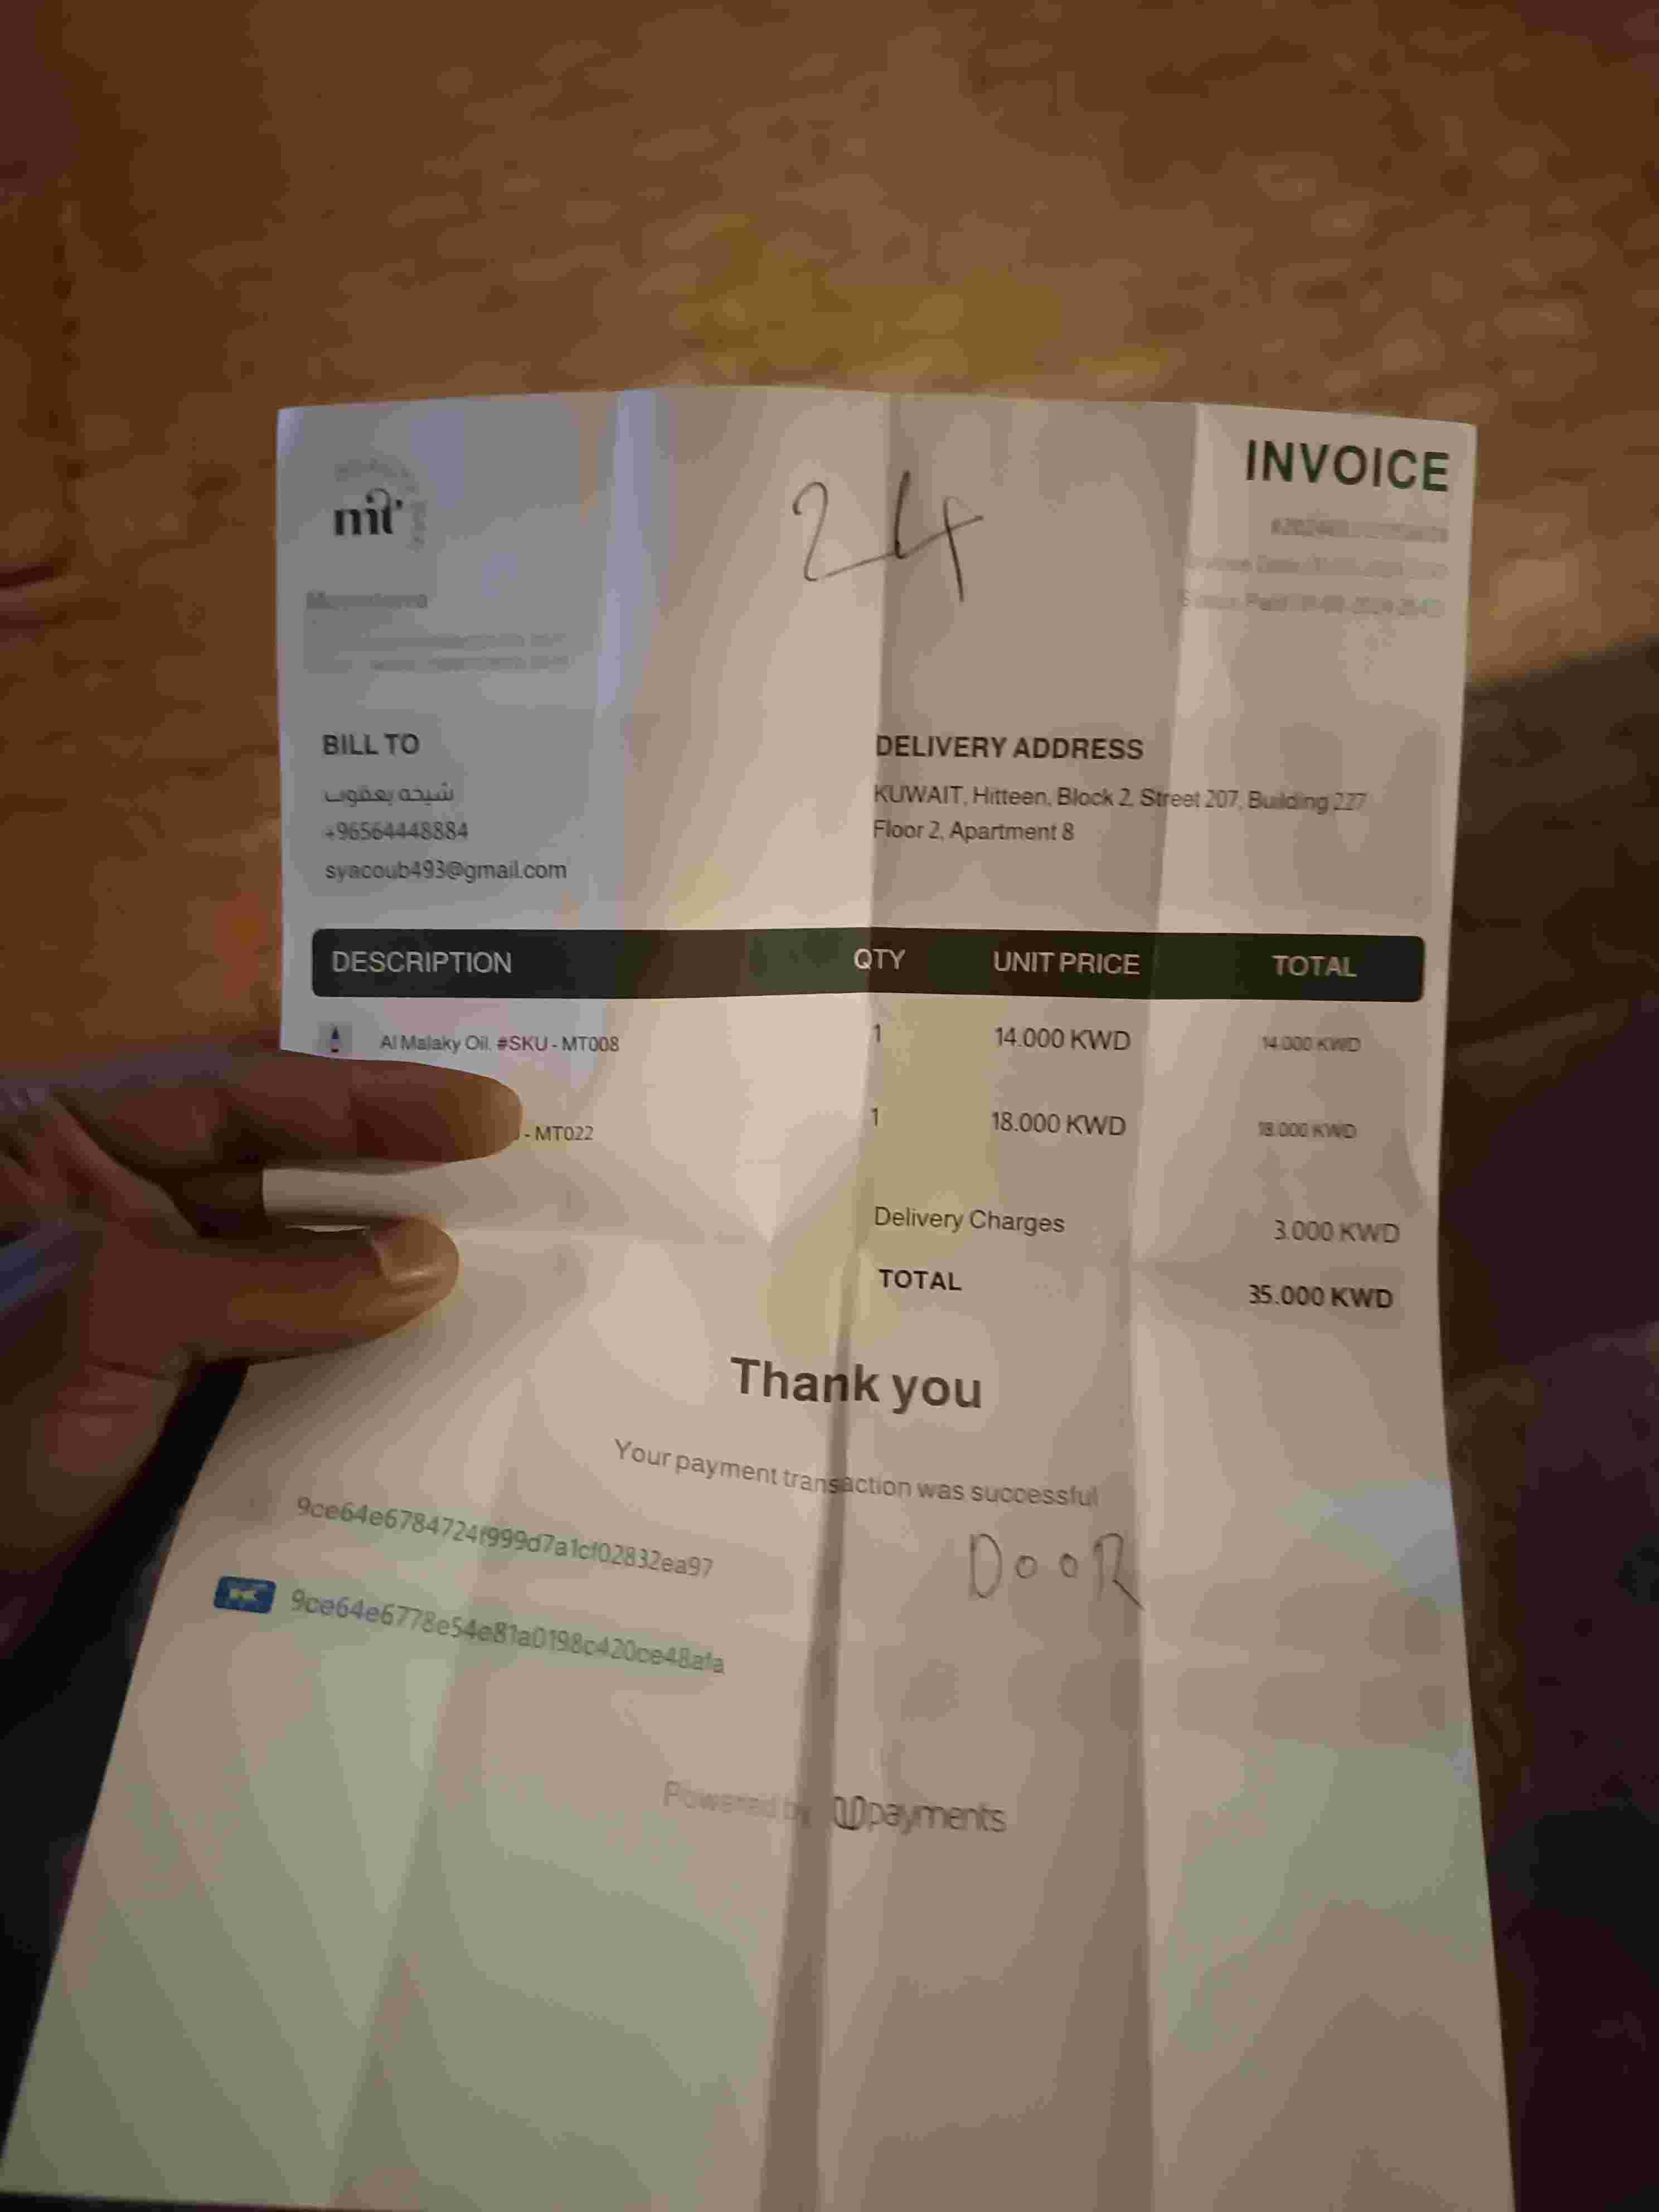 INVOICE
24
BILL TO
شيخه يعقوب
+96564448884
syacoub493@gmail.com
DELIVERY ADDRESS
KUWAIT, Hitteen, Block 2, Street 207, Building 227
Floor 2, Apartment 8
DESCRIPTION QTY UNIT PRICE TOTAL
Al Malaky Oil. #SKU - MT008 1 14.000 KWD 14.000 KWD
- MT022 1 18.000 KWD 18.000 KWD
Delivery Charges 3.000 KWD
TOTAL 35.000 KWD
Thank you
Your payment transaction was successful
9ce64e6784724f999d7a1cf02832ea97
DOOR
9ce64e6778e54e81a0198c420ce48afa
Powered by payments